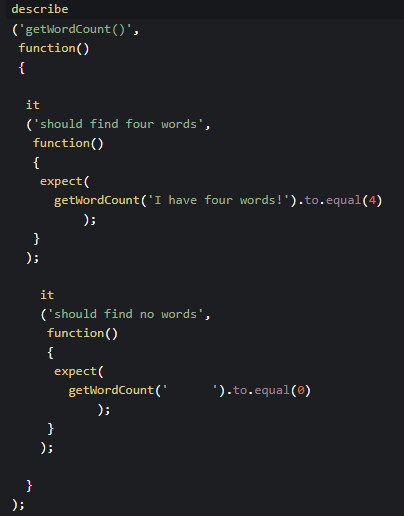 describe
('getWordCount()',
 function()
 {

  it
  ('should find four words',
   function()
   {
    expect(
      getWordCount('I have four words!').to.equal(4)
          );
   }
  );

    it
    ('should find no words',
     function()
     {
      expect(
        getWordCount('      ').to.equal(0)
            );
     }
    );

  }
);